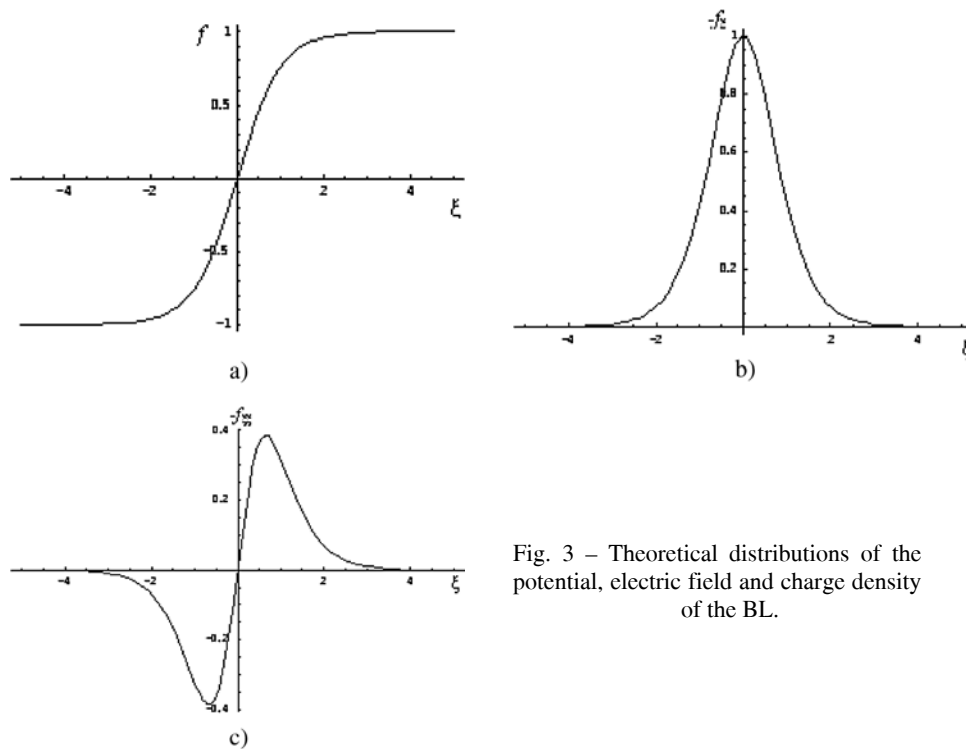 f
1
0.5
-4 -2 2 4
ξ
-0.5
-1
a)
1
0.8
0.6
0.4
0.2
-4 -2 2 4
ξ
b)
0.4
0.2
-4 -2 2 4
ξ
-0.2
-0.4
c)
Fig. 3 – Theoretical distributions of the
potential, electric field and charge density
of the BL.